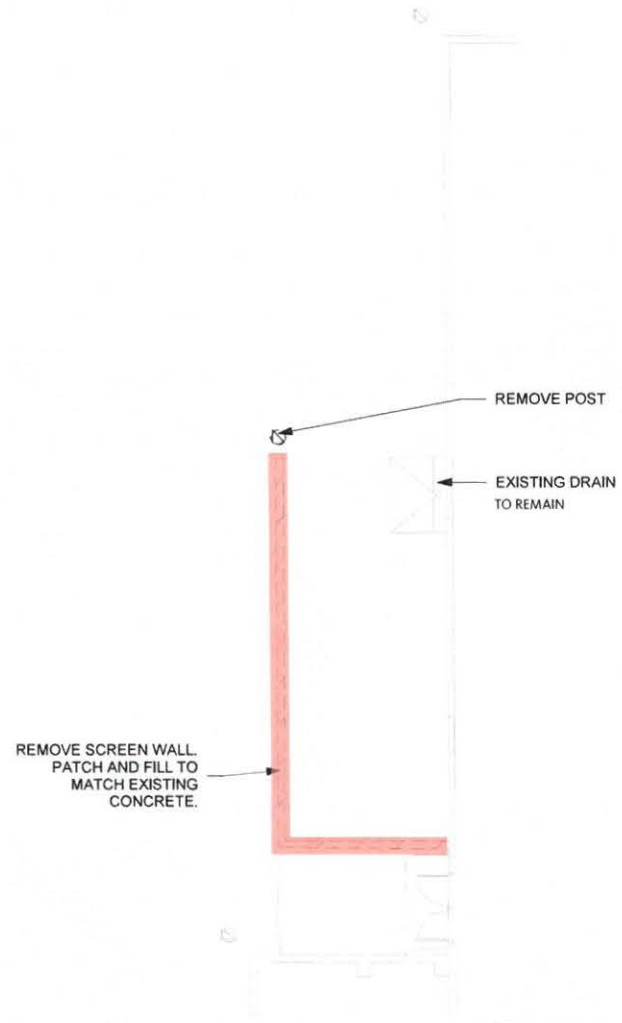 REMOVE POST
EXISTING DRAIN
TO REMAIN
REMOVE SCREEN WALL.
PATCH AND FILL TO
MATCH EXISTING
CONCRETE.